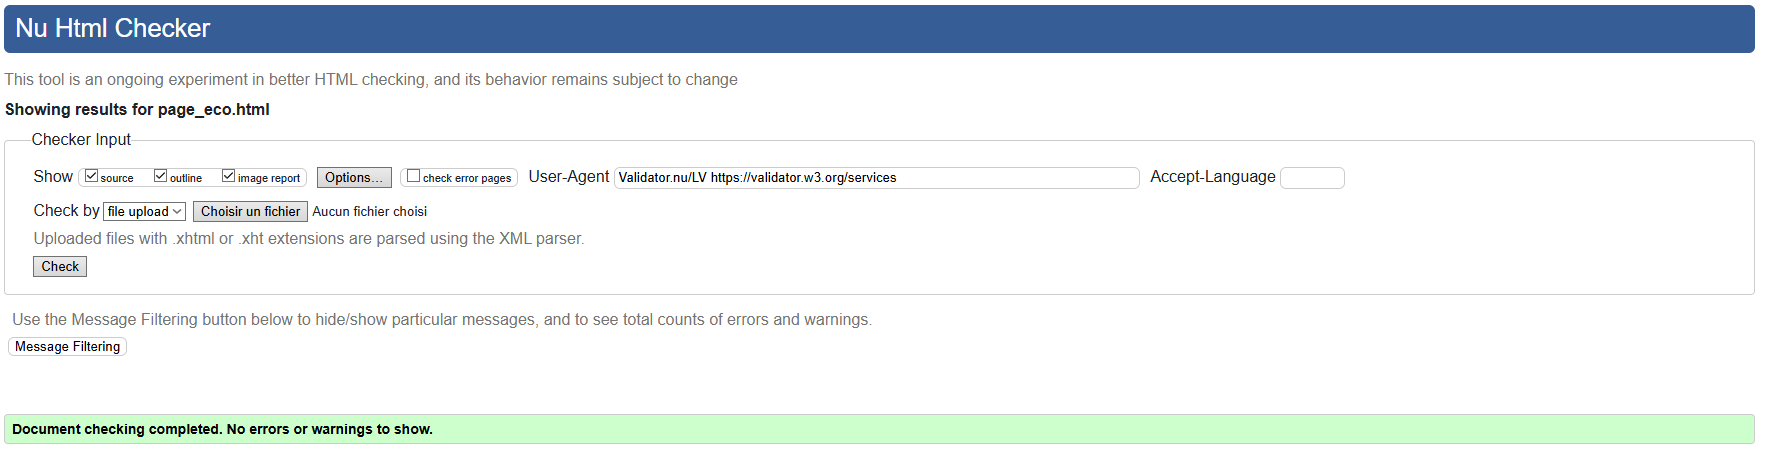 Nu Html Checker
This tool is an ongoing experiment in better HTML checking, and its behavior remains subject to change
Showing results for page_eco.html
Checker Input
Show source outline image report Options... check error pages User-Agent Validator.nu/LV https://validator.w3.org/services Accept-Language
Check by file upload Choisir un fichier Aucun fichier choisi
Uploaded files with .xhtml or .xht extensions are parsed using the XML parser.
Check
Use the Message Filtering button below to hide/show particular messages, and to see total counts of errors and warnings.
Message Filtering
Document checking completed. No errors or warnings to show.